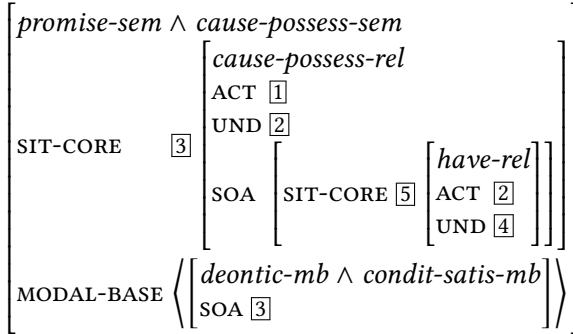 promise-sem ∧ cause-possess-sem
cause-possess-rel
ACT 1
UND 2
SIT-CORE 3
have-rel
SOA SIT-CORE 5 ACT 2
UND 4
deontic-mb ∧ condit-satis-mb
MODAL-BASE ⟨ ⟩
SOA 3